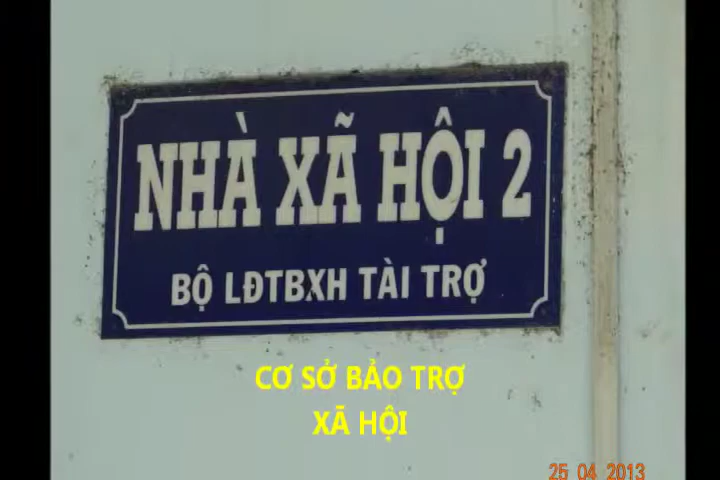 NHÀ XÃ HỘI 2
BỘ LĐTBXH TÀI TRỢ
CƠ SỞ BẢO TRỢ
XÃ HỘI
25 04 2013